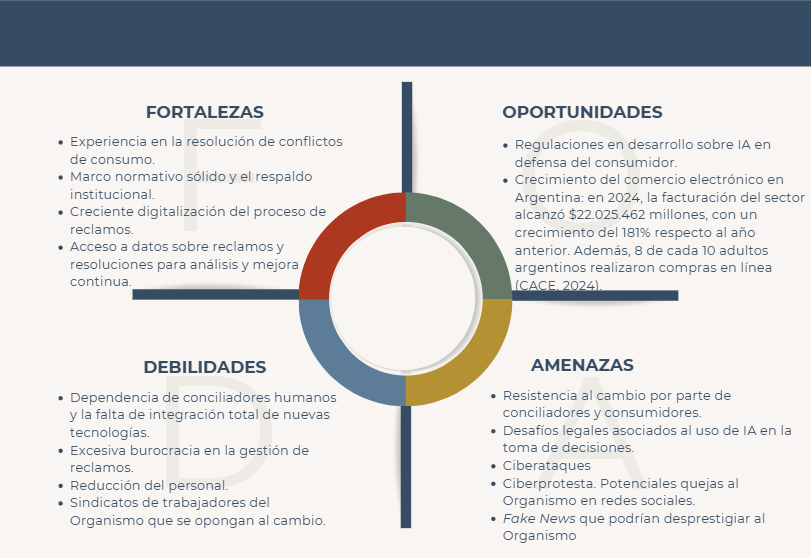 FORTALEZAS
• Experiencia en la resolución de conflictos
de consumo.
• Marco normativo sólido y el respaldo
institucional.
• Creciente digitalización del proceso de
reclamos.
• Acceso a datos sobre reclamos y
resoluciones para análisis y mejora
continua.
F
OPORTUNIDADES
• Regulaciones en desarrollo sobre IA en
defensa del consumidor.
• Crecimiento del comercio electrónico en
Argentina: en 2024, la facturación del sector
alcanzó $22.025.462 millones, con un
crecimiento del 181% respecto al año
anterior. Además, 8 de cada 10 adultos
argentinos realizaron compras en línea
(CACE, 2024).
O
DEBILIDADES
• Dependencia de conciliadores humanos
y la falta de integración total de nuevas
tecnologías.
• Excesiva burocracia en la gestión de
reclamos.
• Reducción del personal.
• Sindicatos de trabajadores del
Organismo que se opongan al cambio.
D
AMENAZAS
• Resistencia al cambio por parte de
conciliadores y consumidores.
• Desafíos legales asociados al uso de IA en la
toma de decisiones.
• Ciberataques
• Ciberprotesta. Potenciales quejas al
Organismo en redes sociales.
• Fake News que podrían desprestigiar al
Organismo
A